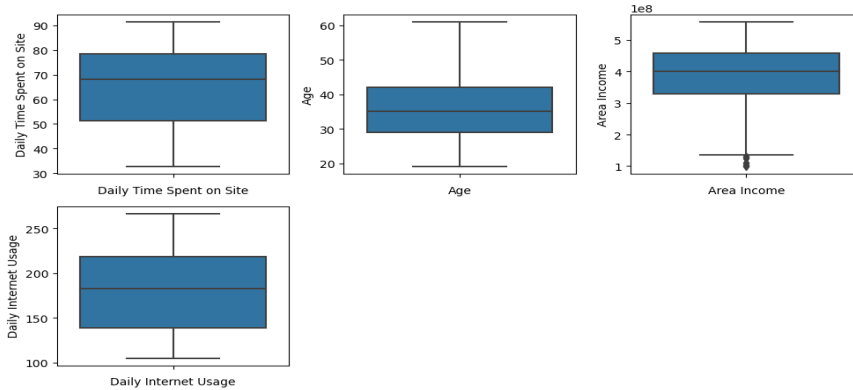 90
80
70
60
50
40
30
Daily Time Spent on Site
Daily Time Spent on Site
60
50
40
30
20
Age
Age
1e8
5
4
3
2
1
Area Income
Area Income
250
200
150
100
Daily Internet Usage
Daily Internet Usage